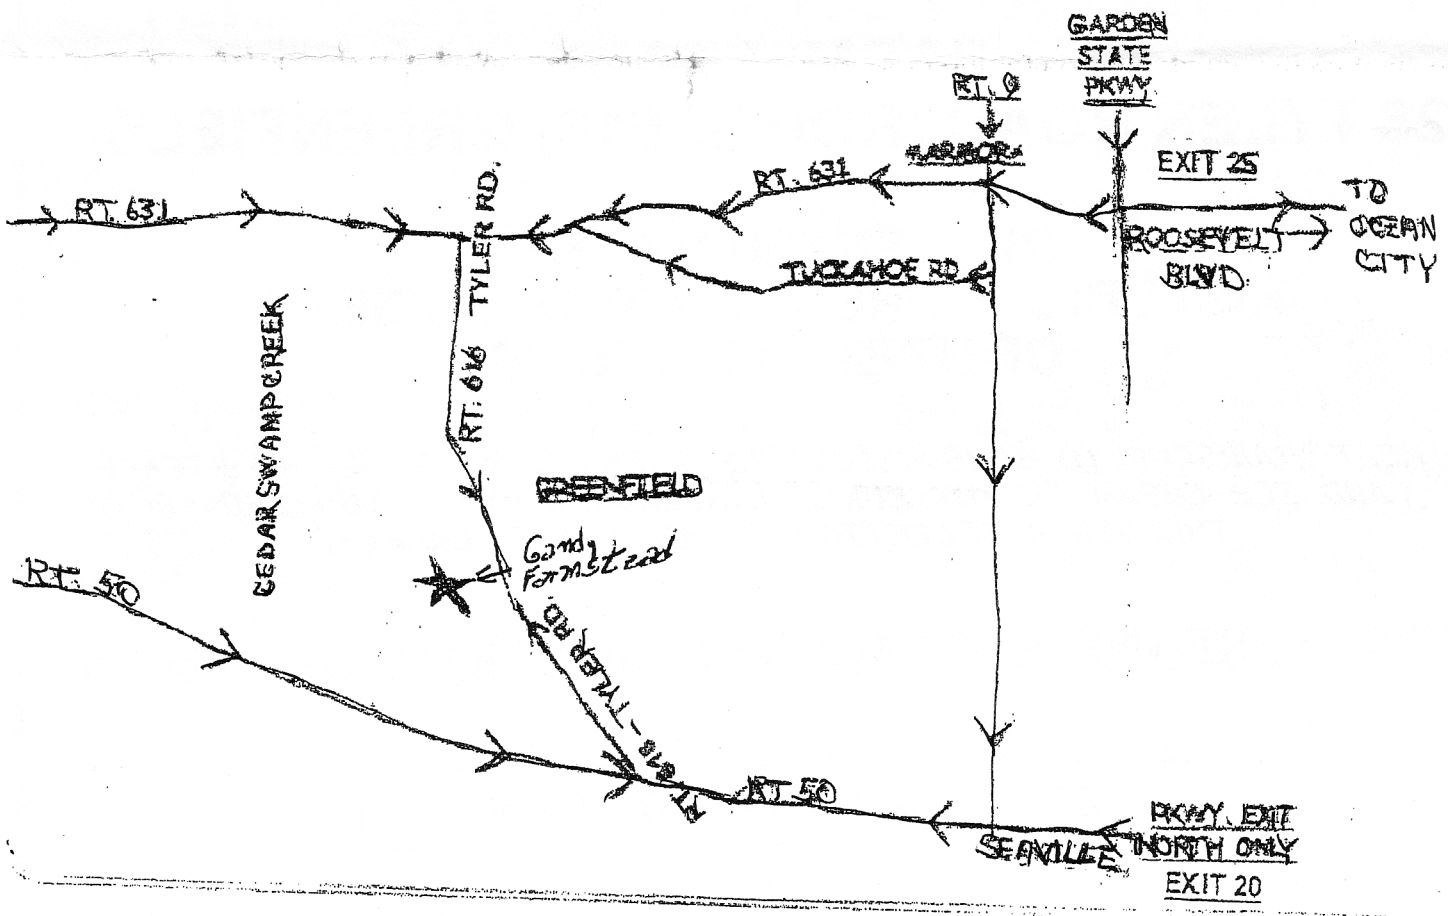 GARDEN
STATE
PKWY.
RT. 9
EXIT 25
RT. 631
RT. 631
TYLER RD.
TO
OCEAN
CITY
ROOSEVELT
BLVD.
TUCKAHOE RD
CEDAR SWAMP CREEK
RT. 616
GREENFIELD
Gandy
Farmstead
RT. 50
TYLER RD.
RT.
RT 50
SEAVILLE
PKWY. EXIT
NORTH ONLY
EXIT 20